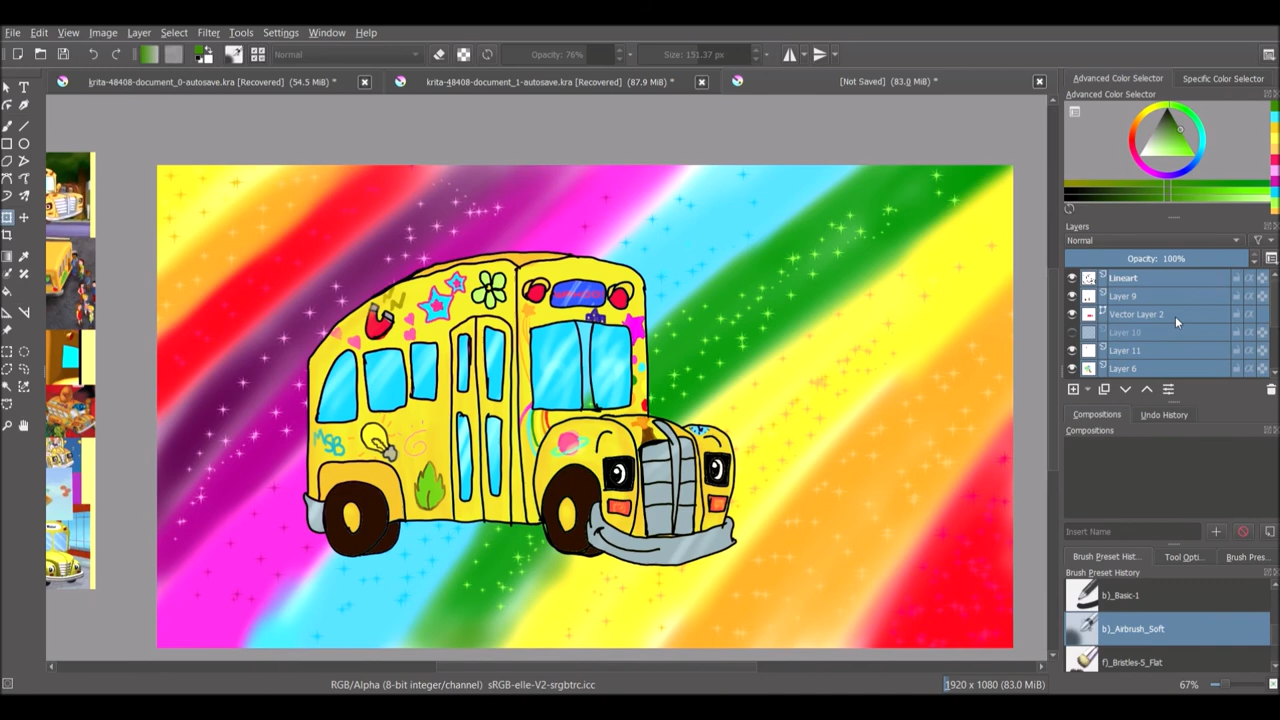 File Edit View Image Layer Select Filter Tools Settings Window Help
Normal Opacity: 76% Size: 151.37 px
krita-48408-document_0-autosave.kra [Recovered] (54.5 MiB) *
krita-48408-document_1-autosave.kra [Recovered] (87.9 MiB) *
[Not Saved] (83.0 MiB) *
Advanced Color Selector Specific Color Selector
Advanced Color Selector
Layers
Normal
Opacity: 100%
Lineart
Layer 9
Vector Layer 2
Layer 10
Layer 11
Layer 6
Compositions Undo History
Compositions
Insert Name
Brush Preset Hist... Tool Opti... Brush Pres...
Brush Preset History
b)_Basic-1
b)_Airbrush_Soft
f)_Bristles-5_Flat
MSB
RGB/Alpha (8-bit integer/channel) sRGB-elle-V2-srgbtrc.icc
1920 x 1080 (83.0 MiB)
67%